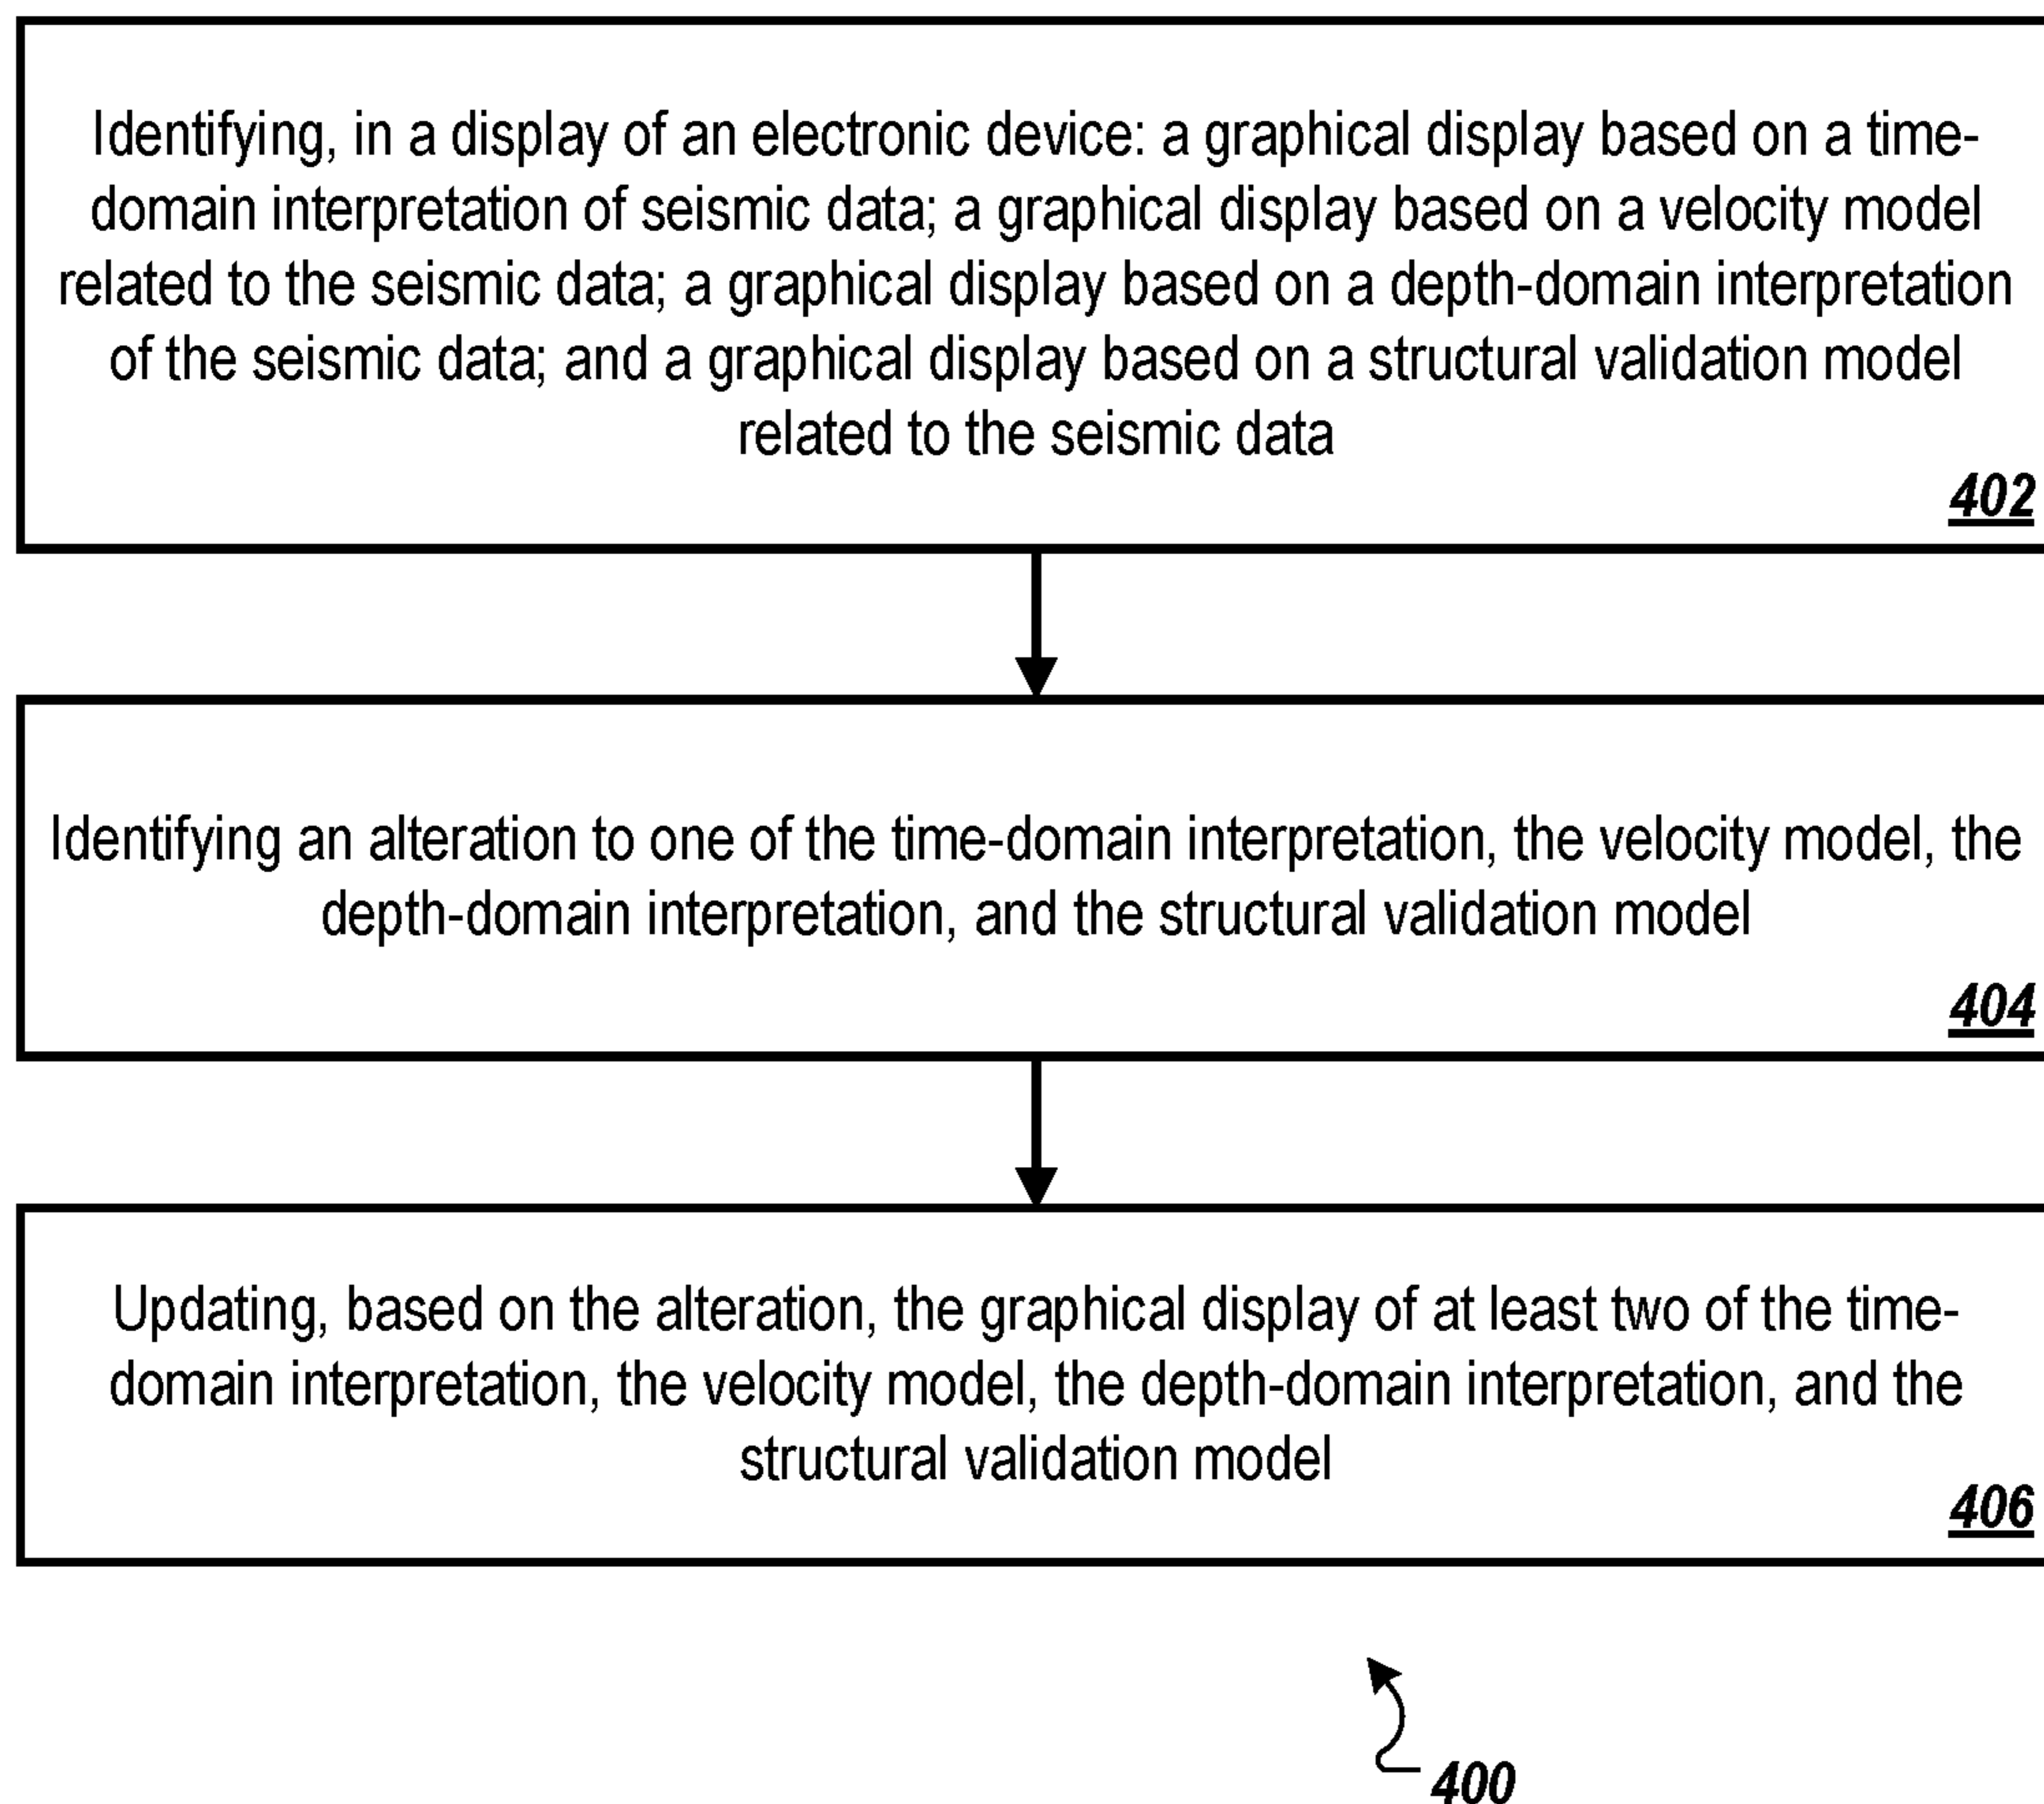 Identifying, in a display of an electronic device: a graphical display based on a time-
domain interpretation of seismic data; a graphical display based on a velocity model
related to the seismic data; a graphical display based on a depth-domain interpretation
of the seismic data; and a graphical display based on a structural validation model
related to the seismic data
402
Identifying an alteration to one of the time-domain interpretation, the velocity model, the
depth-domain interpretation, and the structural validation model
404
Updating, based on the alteration, the graphical display of at least two of the time-
domain interpretation, the velocity model, the depth-domain interpretation, and the
structural validation model
406
400